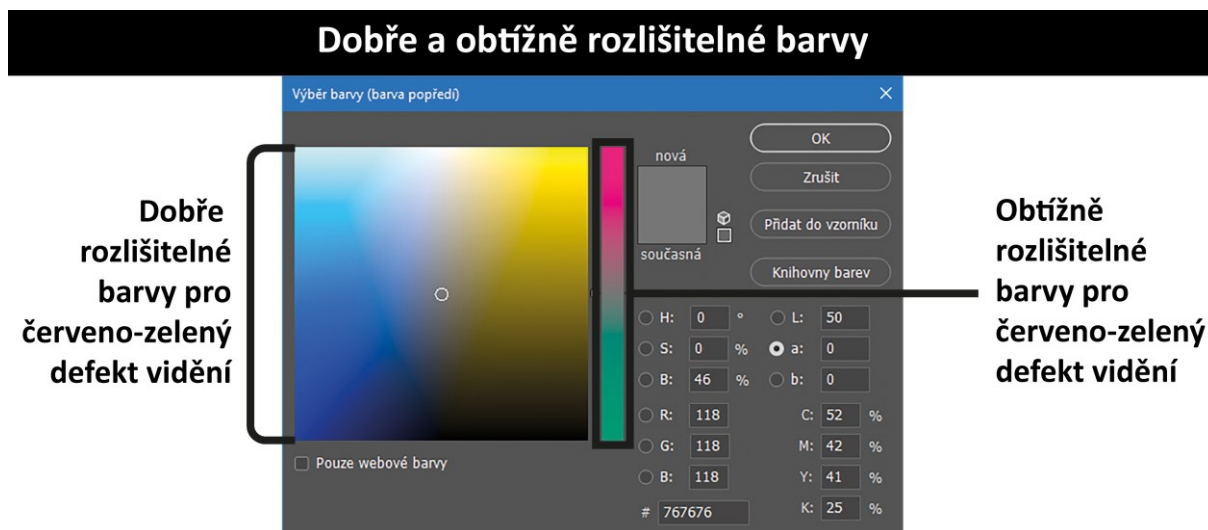 Dobře a obtížně rozlišitelné barvy
Výběr barvy (barva popředí)
Dobře
rozlišitelné
barvy pro
červeno-zelený
defekt vidění
nová
současná
OK
Zrušit
Přidat do vzorníku
Knihovny barev
H: 0 °
L: 50
S: 0 %
a: 0
B: 46 %
b: 0
R: 118
C: 52 %
G: 118
M: 42 %
B: 118
Y: 41 %
# 767676
K: 25 %
Pouze webové barvy
Obtížně
rozlišitelné
barvy pro
červeno-zelený
defekt vidění